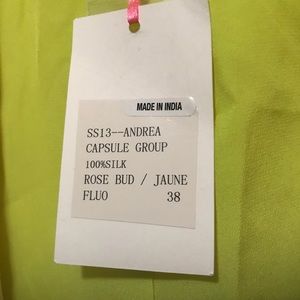 MADE IN INDIA
SS13--ANDREA
CAPSULE GROUP
100%SILK
ROSE BUD / JAUNE
FLUO 38